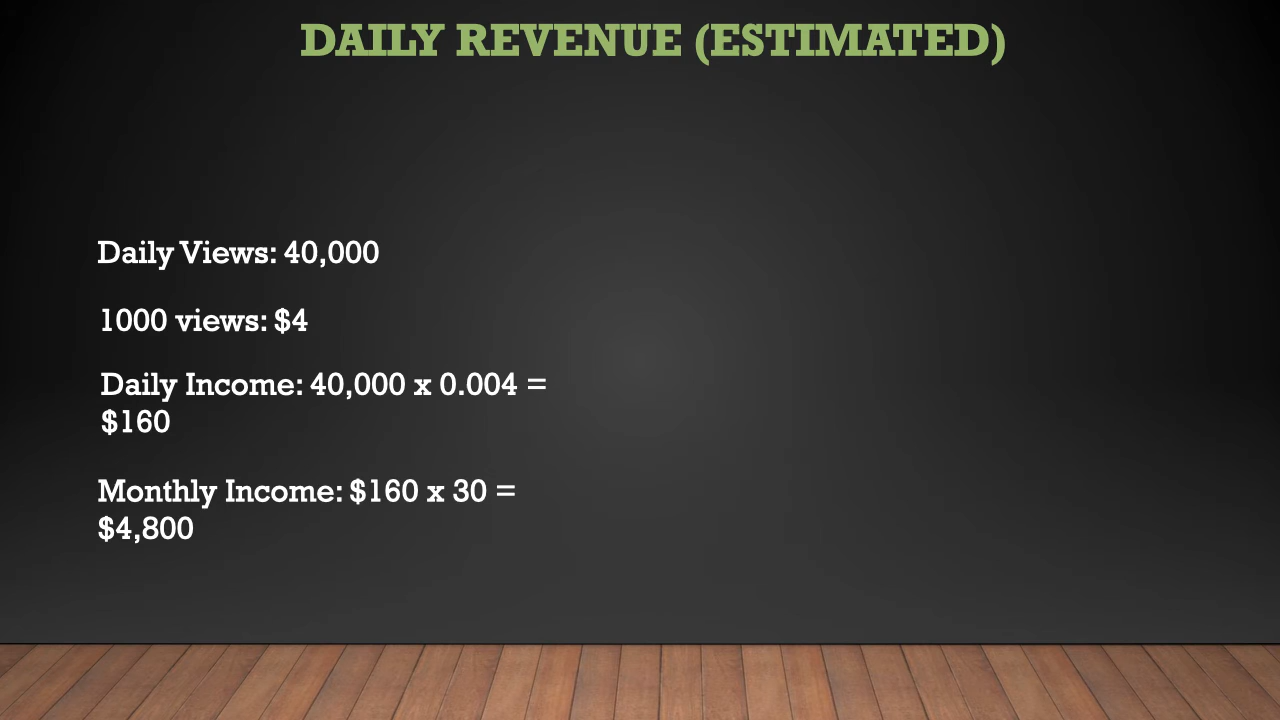 DAILY REVENUE (ESTIMATED)
Daily Views: 40,000
1000 views: $4
Daily Income: 40,000 x 0.004 =
$160
Monthly Income: $160 x 30 =
$4,800